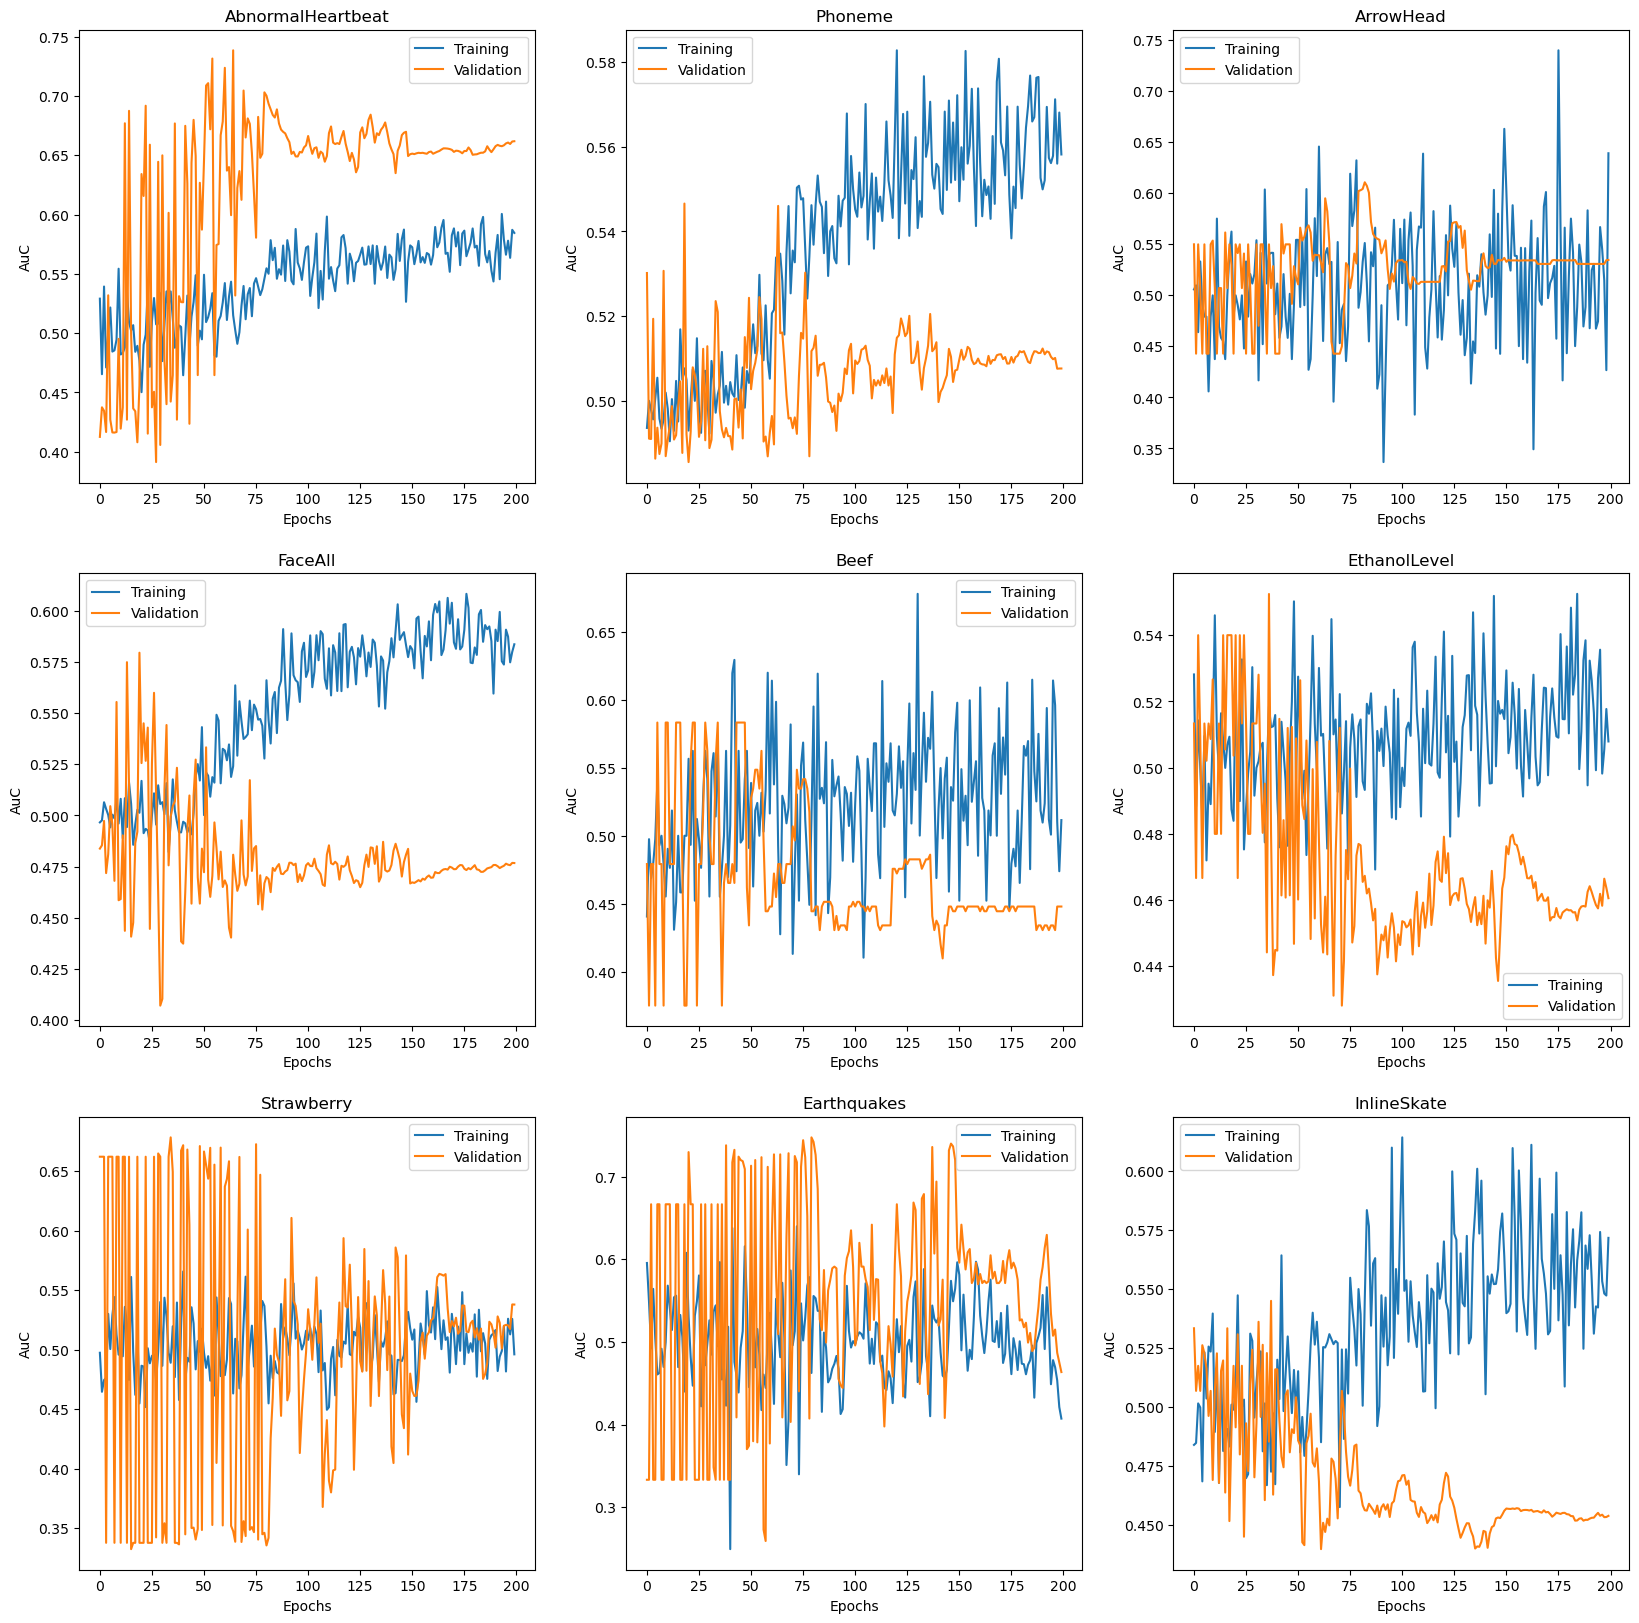 AbnormalHeartbeat
Training
Validation
AuC
0.75
0.70
0.65
0.60
0.55
0.50
0.45
0.40
0 25 50 75 100 125 150 175 200
Epochs
Phoneme
Training
Validation
AuC
0.58
0.56
0.54
0.52
0.50
0 25 50 75 100 125 150 175 200
Epochs
ArrowHead
Training
Validation
AuC
0.75
0.70
0.65
0.60
0.55
0.50
0.45
0.40
0.35
0 25 50 75 100 125 150 175 200
Epochs
FaceAll
Training
Validation
AuC
0.600
0.575
0.550
0.525
0.500
0.475
0.450
0.425
0.400
0 25 50 75 100 125 150 175 200
Epochs
Beef
Training
Validation
AuC
0.65
0.60
0.55
0.50
0.45
0.40
0 25 50 75 100 125 150 175 200
Epochs
EthanolLevel
AuC
0.54
0.52
0.50
0.48
0.46
0.44
Training
Validation
0 25 50 75 100 125 150 175 200
Epochs
Strawberry
Training
Validation
AuC
0.65
0.60
0.55
0.50
0.45
0.40
0.35
0 25 50 75 100 125 150 175 200
Epochs
Earthquakes
Training
Validation
AuC
0.7
0.6
0.5
0.4
0.3
0 25 50 75 100 125 150 175 200
Epochs
InlineSkate
Training
Validation
AuC
0.600
0.575
0.550
0.525
0.500
0.475
0.450
0 25 50 75 100 125 150 175 200
Epochs